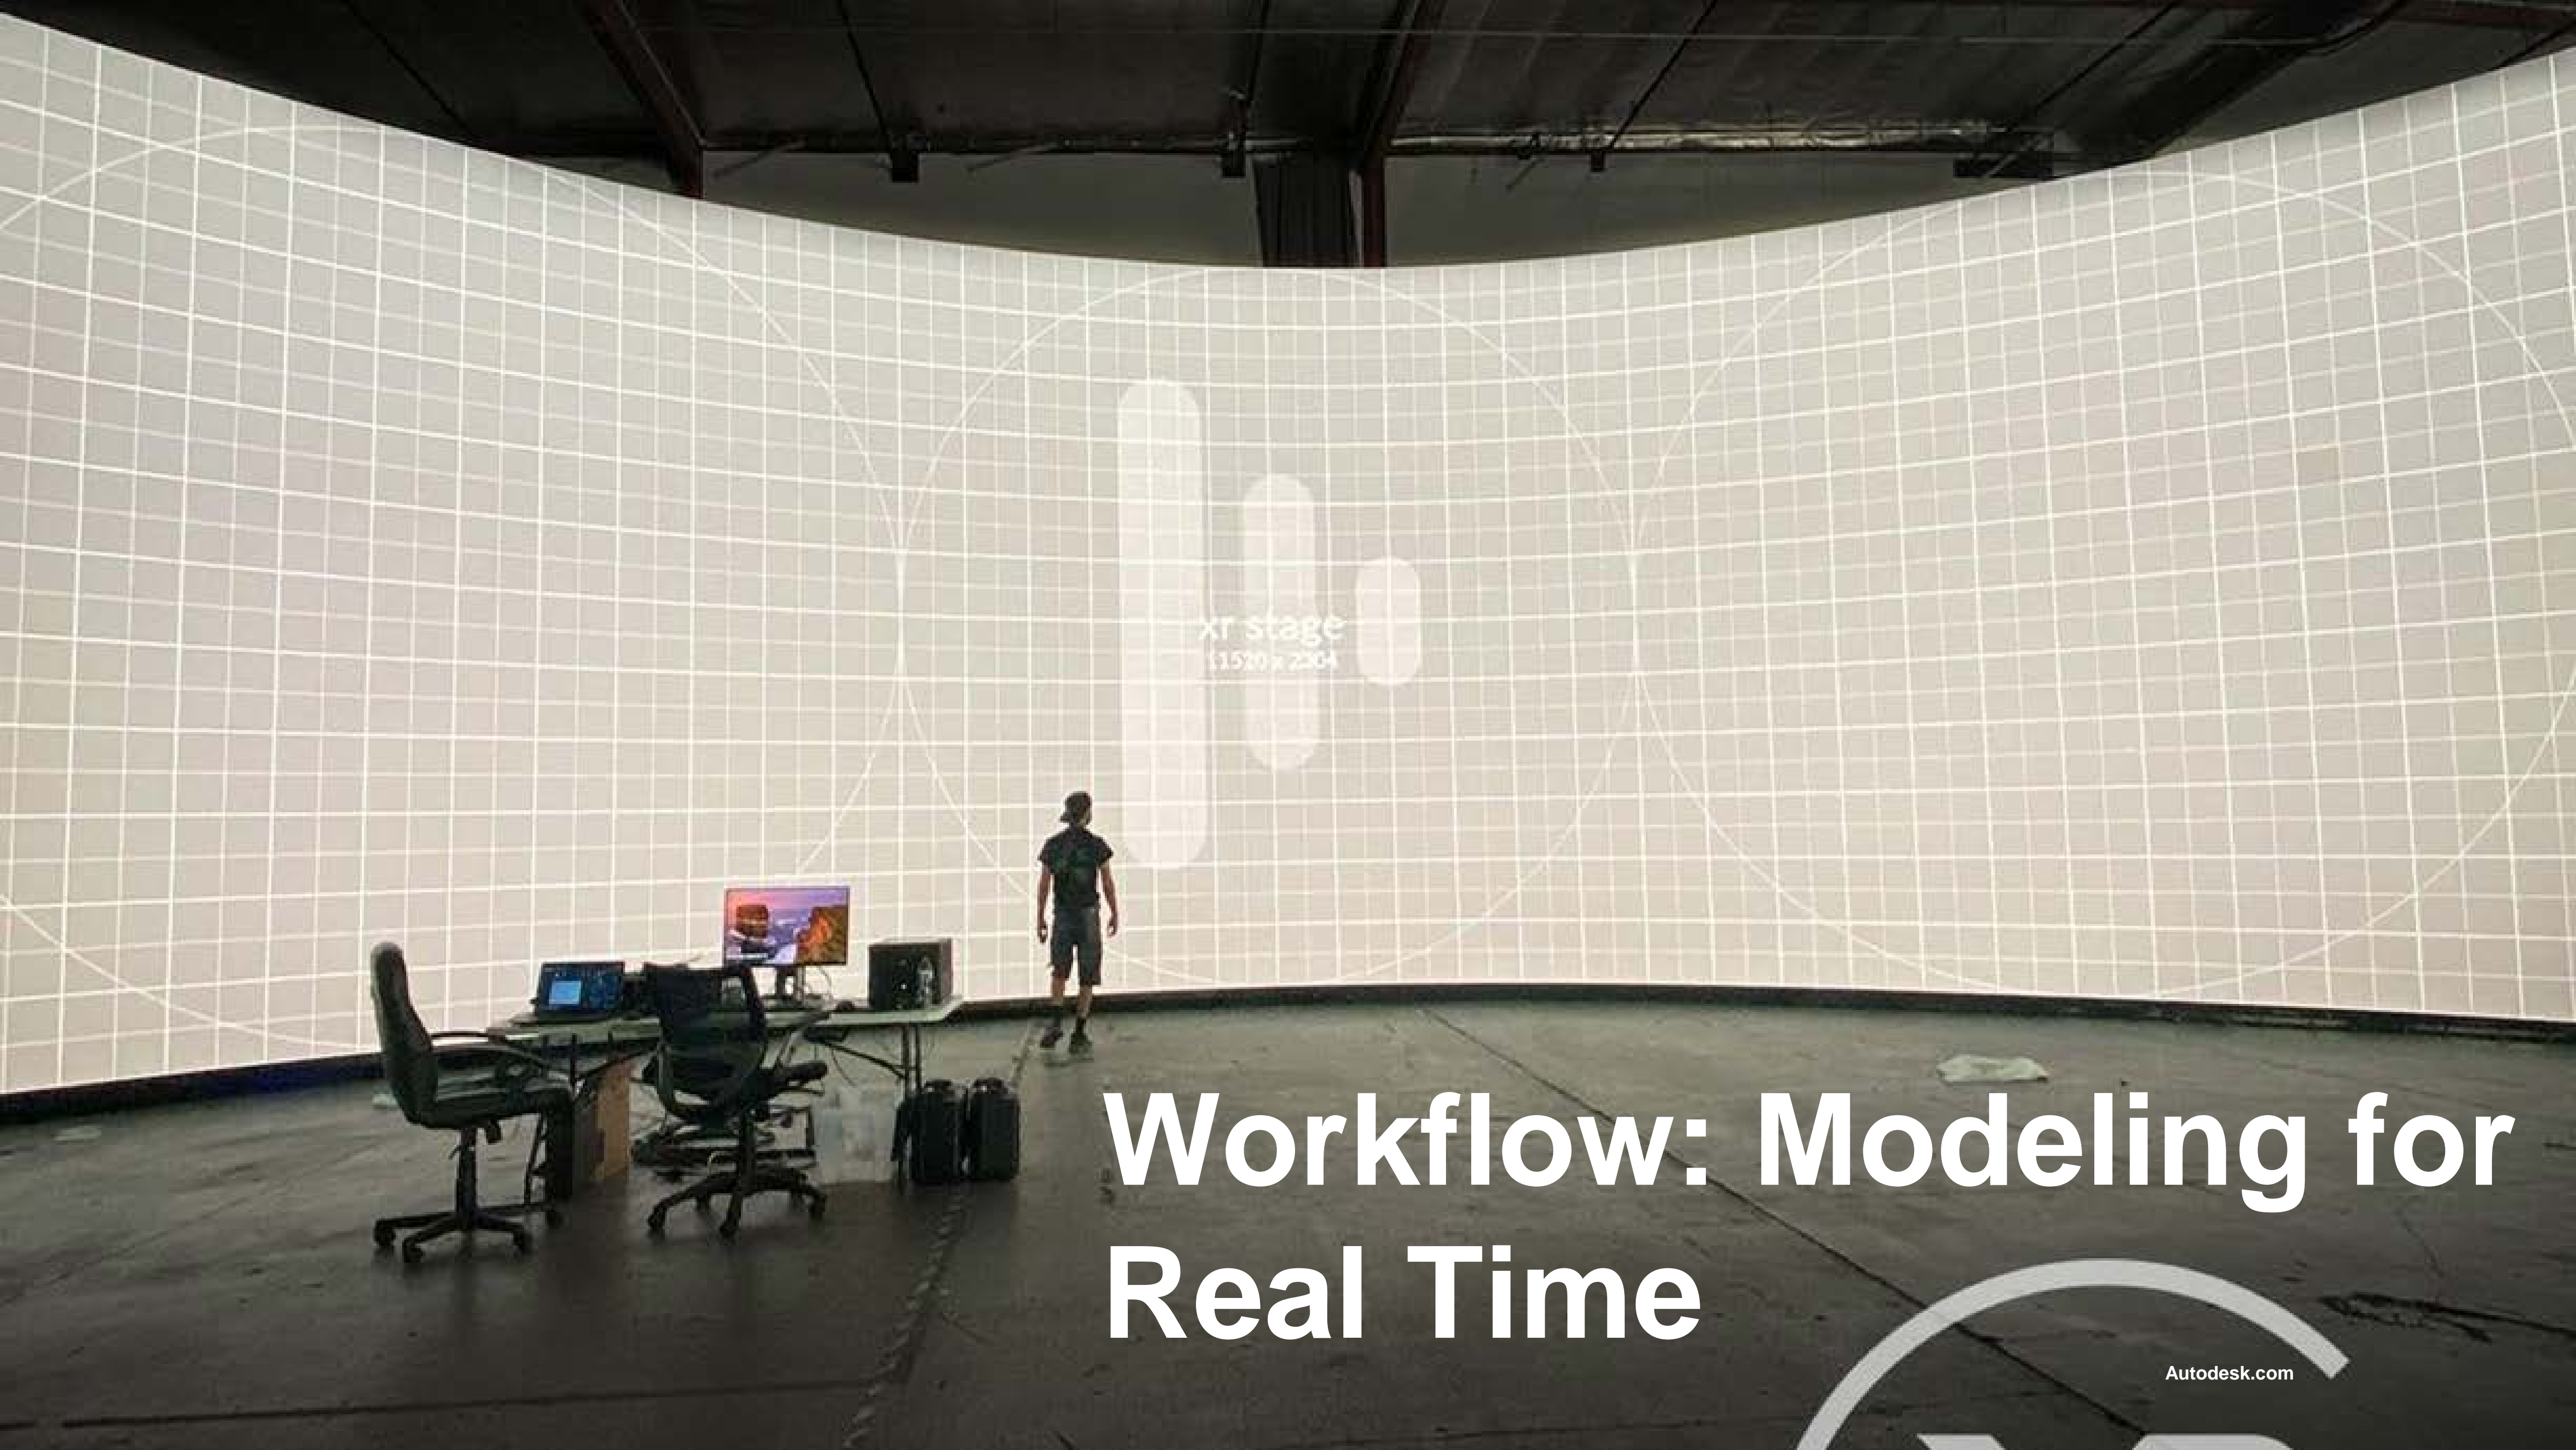 xr stage
11520 x 2304
Workflow: Modeling for
Real Time
Autodesk.com